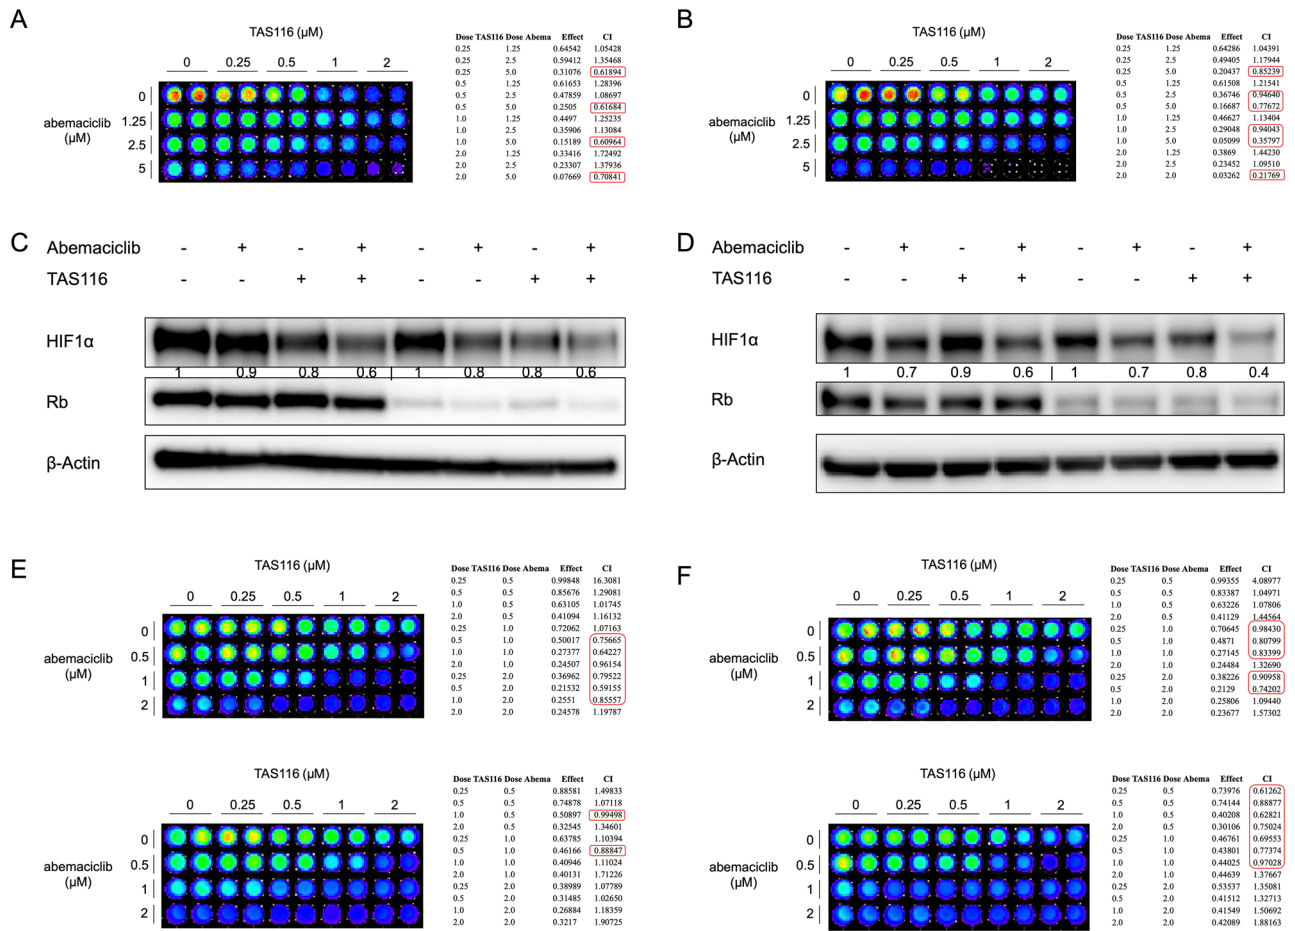 A
TAS116 (μM)
0 0.25 0.5 1 2
abemaciclib
(μM)
0
1.25
2.5
5
Dose TAS116 Dose Abema Effect CI
0.25 1.25 0.64542 1.05428
0.25 2.5 0.59412 1.35468
0.25 5.0 0.31076 0.61894
0.5 1.25 0.61653 1.28396
0.5 2.5 0.47859 1.08697
0.5 5.0 0.2505 0.61684
1.0 1.25 0.4497 1.25235
1.0 2.5 0.35906 1.13084
1.0 5.0 0.15189 0.60964
2.0 1.25 0.33416 1.72492
2.0 2.5 0.23307 1.37936
2.0 5.0 0.07669 0.70841
B
TAS116 (μM)
0 0.25 0.5 1 2
abemaciclib
(μM)
0
1.25
2.5
5
Dose TAS116 Dose Abema Effect CI
0.25 1.25 0.64286 1.04391
0.25 2.5 0.49405 1.17944
0.25 5.0 0.20437 0.85239
0.5 1.25 0.61508 1.21541
0.5 2.5 0.36746 0.94640
0.5 5.0 0.16687 0.77672
1.0 1.25 0.46627 1.13404
1.0 2.5 0.29048 0.94043
1.0 5.0 0.05099 0.35797
2.0 1.25 0.3869 1.44230
2.0 2.5 0.23452 1.09510
2.0 5.0 0.03262 0.21769
C
Abemaciclib - + - + - + - +
TAS116 - - + + - - + +
HIF1α
1 0.9 0.8 0.6 | 1 0.8 0.8 0.6
Rb
β-Actin
D
Abemaciclib - + - + - + - +
TAS116 - - + + - - + +
HIF1α
1 0.7 0.9 0.6 | 1 0.7 0.8 0.4
Rb
β-Actin
E
TAS116 (μM)
0 0.25 0.5 1 2
abemaciclib
(μM)
0
0.5
1
2
Dose TAS116 Dose Abema Effect CI
0.25 0.5 0.99848 16.3081
0.5 0.5 0.85676 1.29081
1.0 0.5 0.63105 1.01745
2.0 0.5 0.41094 1.16132
0.25 1.0 0.72062 1.07163
0.5 1.0 0.50017 0.75665
1.0 1.0 0.27377 0.64227
2.0 1.0 0.24507 0.96154
0.25 2.0 0.36962 0.79522
0.5 2.0 0.21532 0.59155
1.0 2.0 0.2551 0.85557
2.0 2.0 0.24578 1.19787
TAS116 (μM)
0 0.25 0.5 1 2
abemaciclib
(μM)
0
0.5
1
2
Dose TAS116 Dose Abema Effect CI
0.25 0.5 0.88581 1.49833
0.5 0.5 0.74878 1.07118
1.0 0.5 0.50897 0.99498
2.0 0.5 0.32545 1.34601
0.25 1.0 0.63785 1.10394
0.5 1.0 0.46166 0.88847
1.0 1.0 0.40946 1.11024
2.0 1.0 0.40131 1.71226
0.25 2.0 0.38989 1.07789
0.5 2.0 0.31485 1.02650
1.0 2.0 0.26884 1.18359
2.0 2.0 0.3217 1.90725
F
TAS116 (μM)
0 0.25 0.5 1 2
abemaciclib
(μM)
0
0.5
1
2
Dose TAS116 Dose Abema Effect CI
0.25 0.5 0.99355 4.08977
0.5 0.5 0.83387 1.04971
1.0 0.5 0.63226 1.07806
2.0 0.5 0.41129 1.44564
0.25 1.0 0.70645 0.98430
0.5 1.0 0.4871 0.80799
1.0 1.0 0.27145 0.83399
2.0 1.0 0.24484 1.32690
0.25 2.0 0.38226 0.90958
0.5 2.0 0.2129 0.74202
1.0 2.0 0.25806 1.09440
2.0 2.0 0.23677 1.57302
TAS116 (μM)
0 0.25 0.5 1 2
abemaciclib
(μM)
0
0.5
1
2
Dose TAS116 Dose Abema Effect CI
0.25 0.5 0.73976 0.61262
0.5 0.5 0.74144 0.88877
1.0 0.5 0.40208 0.62821
2.0 0.5 0.30106 0.75024
0.25 1.0 0.46761 0.69553
0.5 1.0 0.43801 0.77374
1.0 1.0 0.44025 0.97028
2.0 1.0 0.44639 1.37667
0.25 2.0 0.53537 1.35081
0.5 2.0 0.41512 1.32713
1.0 2.0 0.41549 1.50692
2.0 2.0 0.42089 1.88163